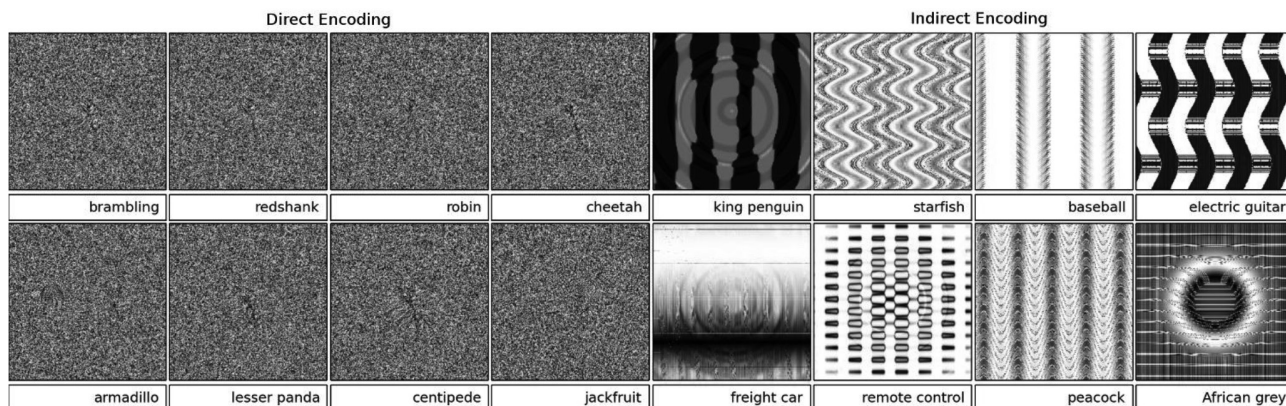 Direct Encoding
Indirect Encoding
brambling
redshank
robin
cheetah
king penguin
starfish
baseball
electric guitar
armadillo
lesser panda
centipede
jackfruit
freight car
remote control
peacock
African grey